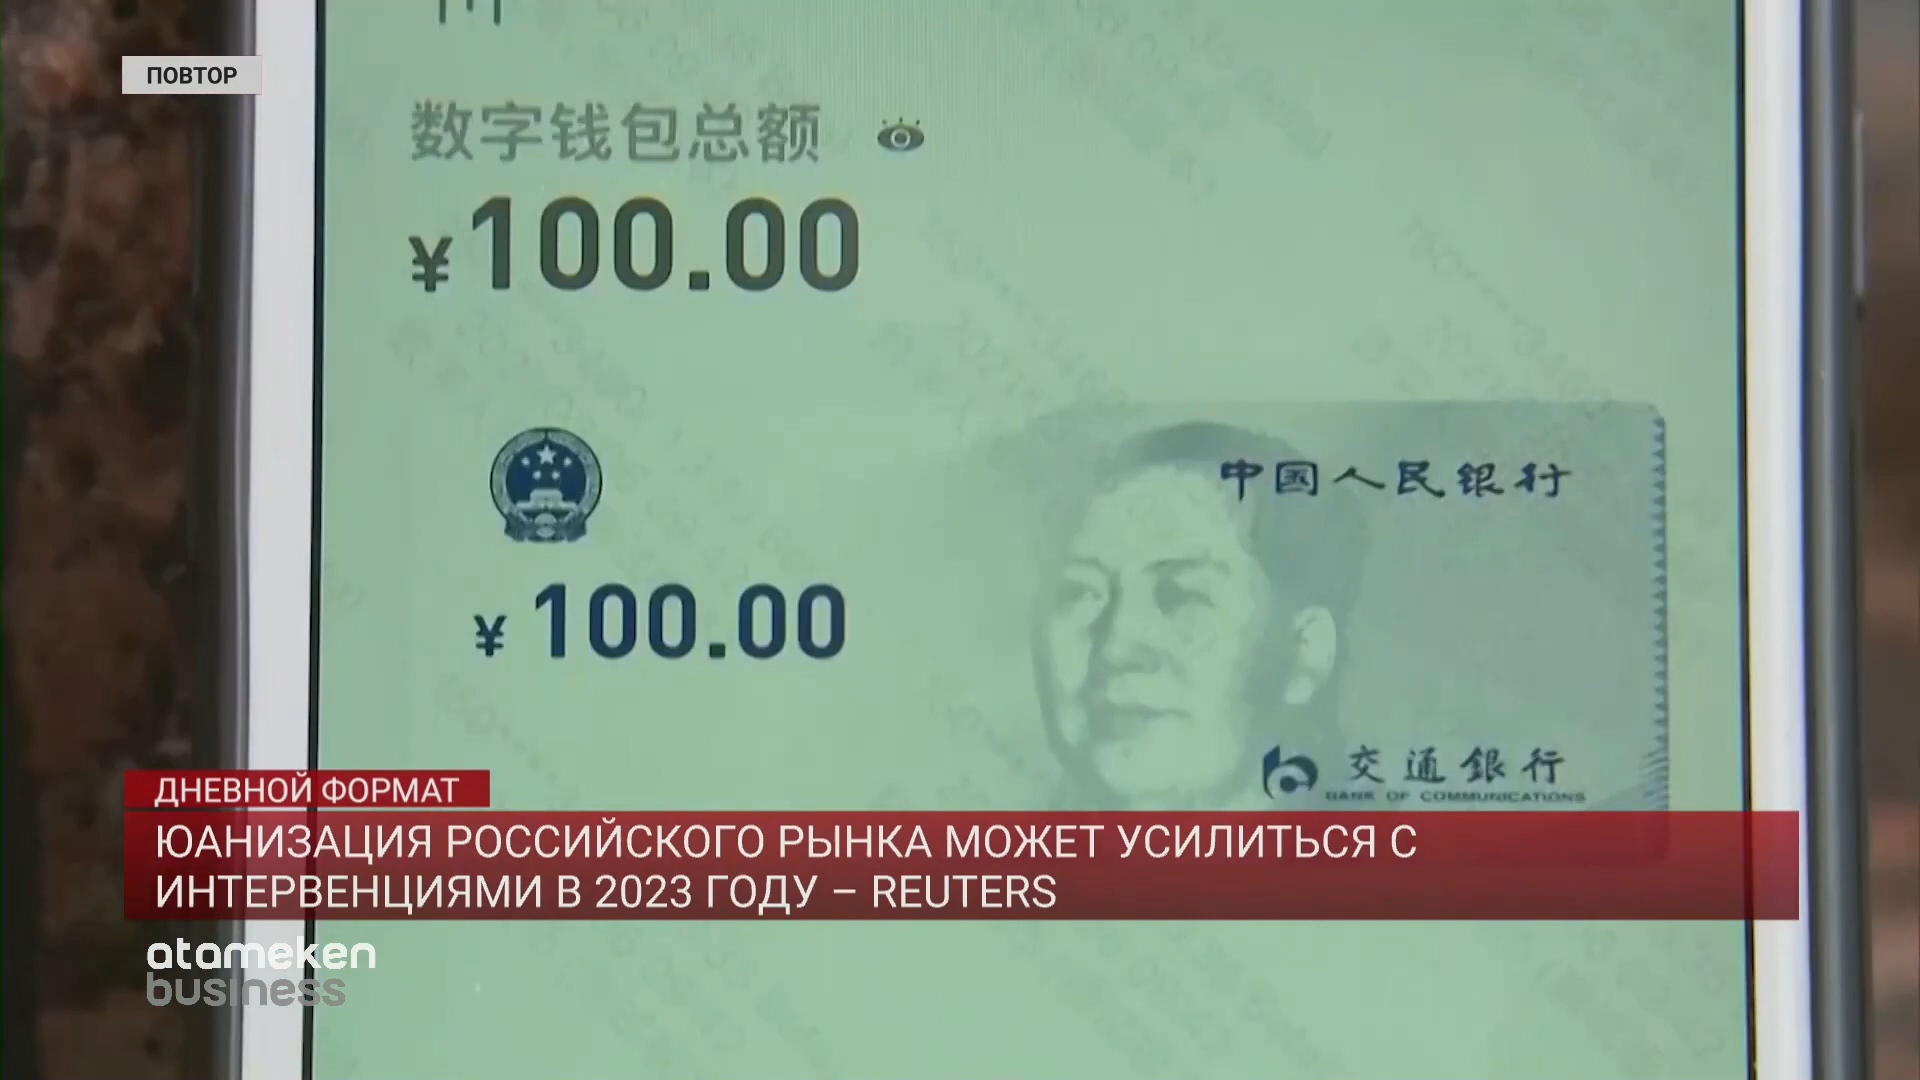 ПОВТОР
数字钱包总额
¥100.00
¥ 100.00
中国人民银行
交通銀行
BANK OF COMMUNICATIONS
ДНЕВНОЙ ФОРМАТ
ЮАНИЗАЦИЯ РОССИЙСКОГО РЫНКА МОЖЕТ УСИЛИТЬСЯ С
ИНТЕРВЕНЦИЯМИ В 2023 ГОДУ – REUTERS
atameken
business